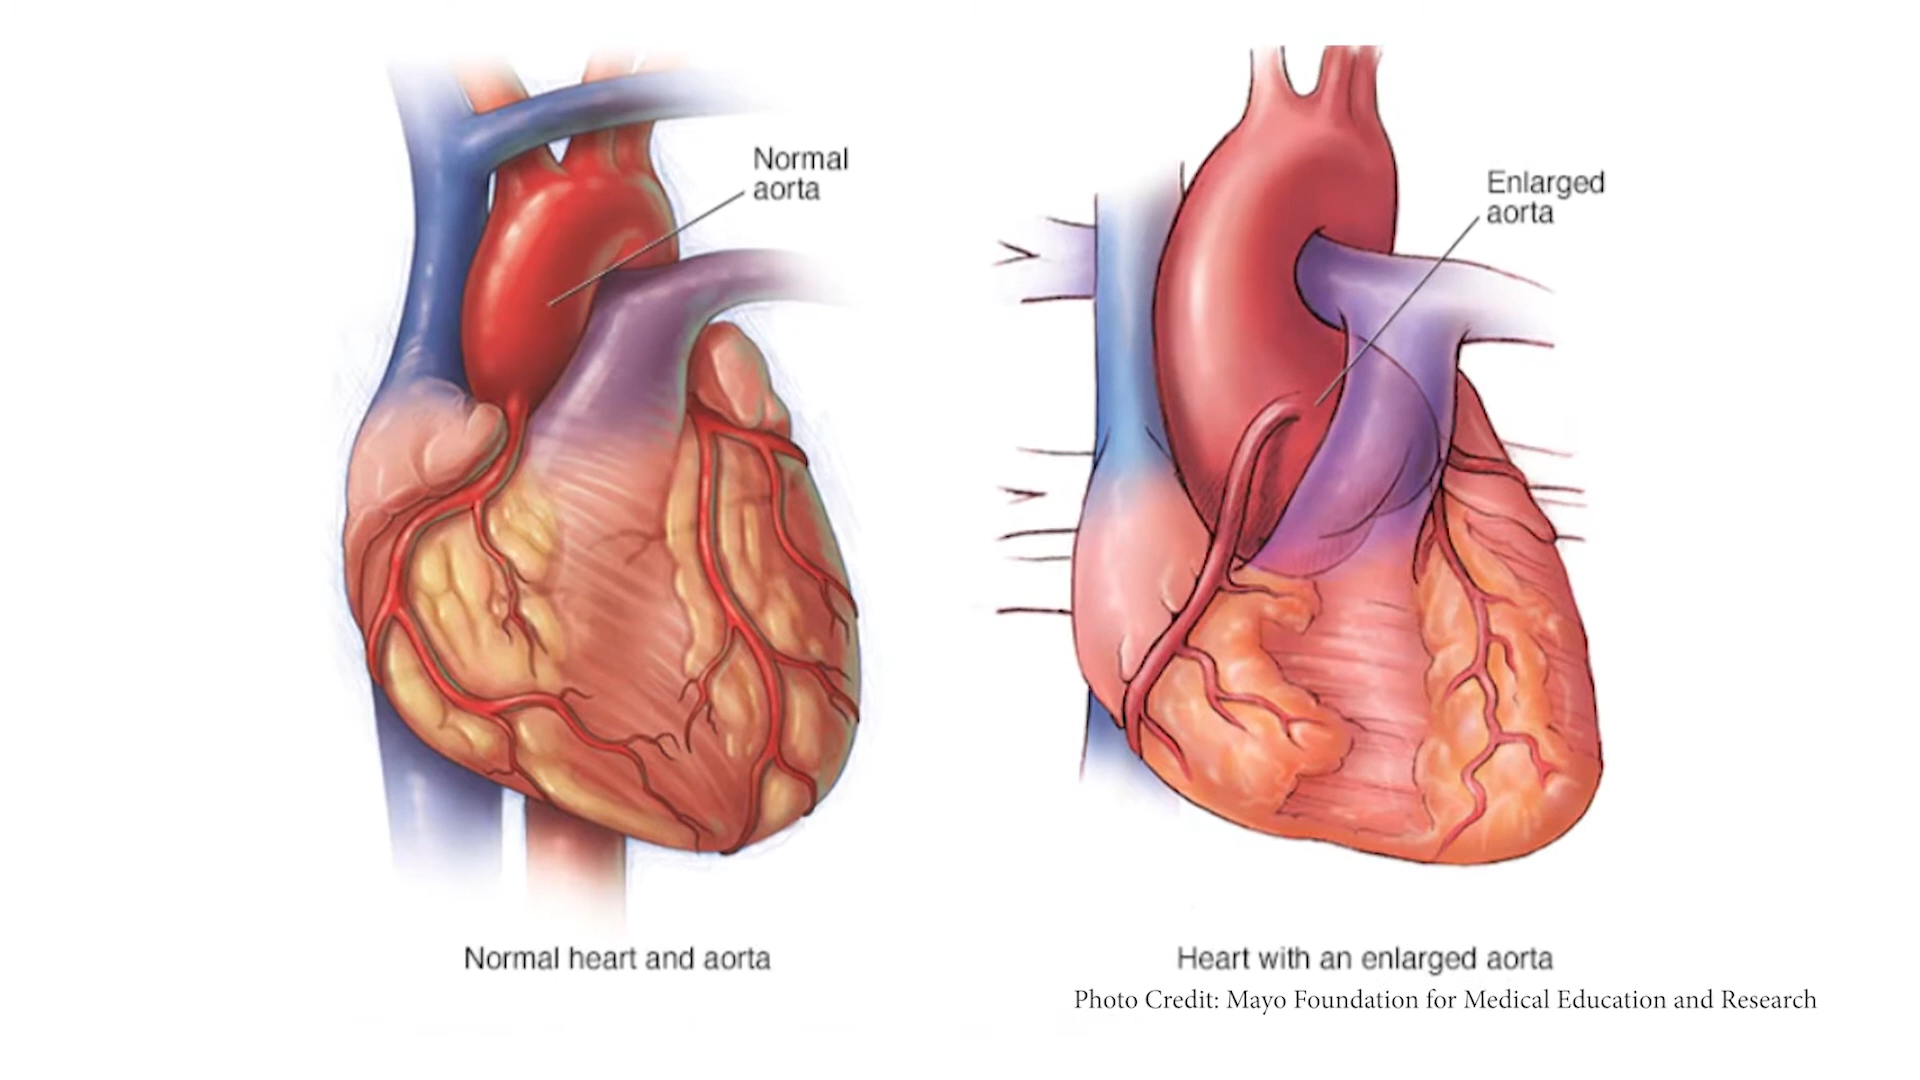 Normal
aorta
Enlarged
aorta
Normal heart and aorta
Heart with an enlarged aorta
Photo Credit: Mayo Foundation for Medical Education and Research